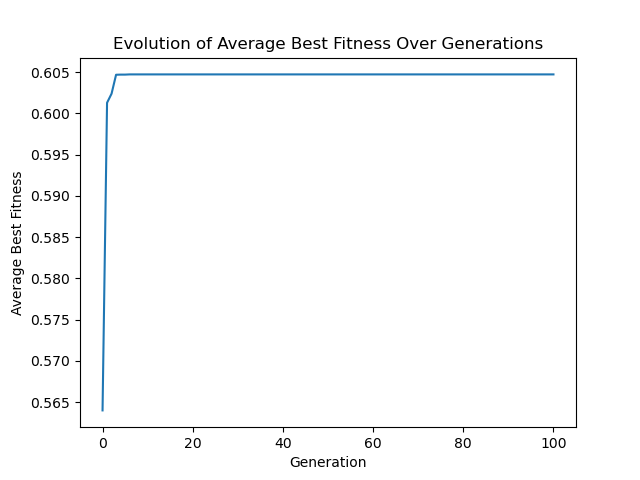 Evolution of Average Best Fitness Over Generations
0.605
0.600
0.595
0.590
0.585
0.580
0.575
0.570
0.565
Average Best Fitness
0 20 40 60 80 100
Generation